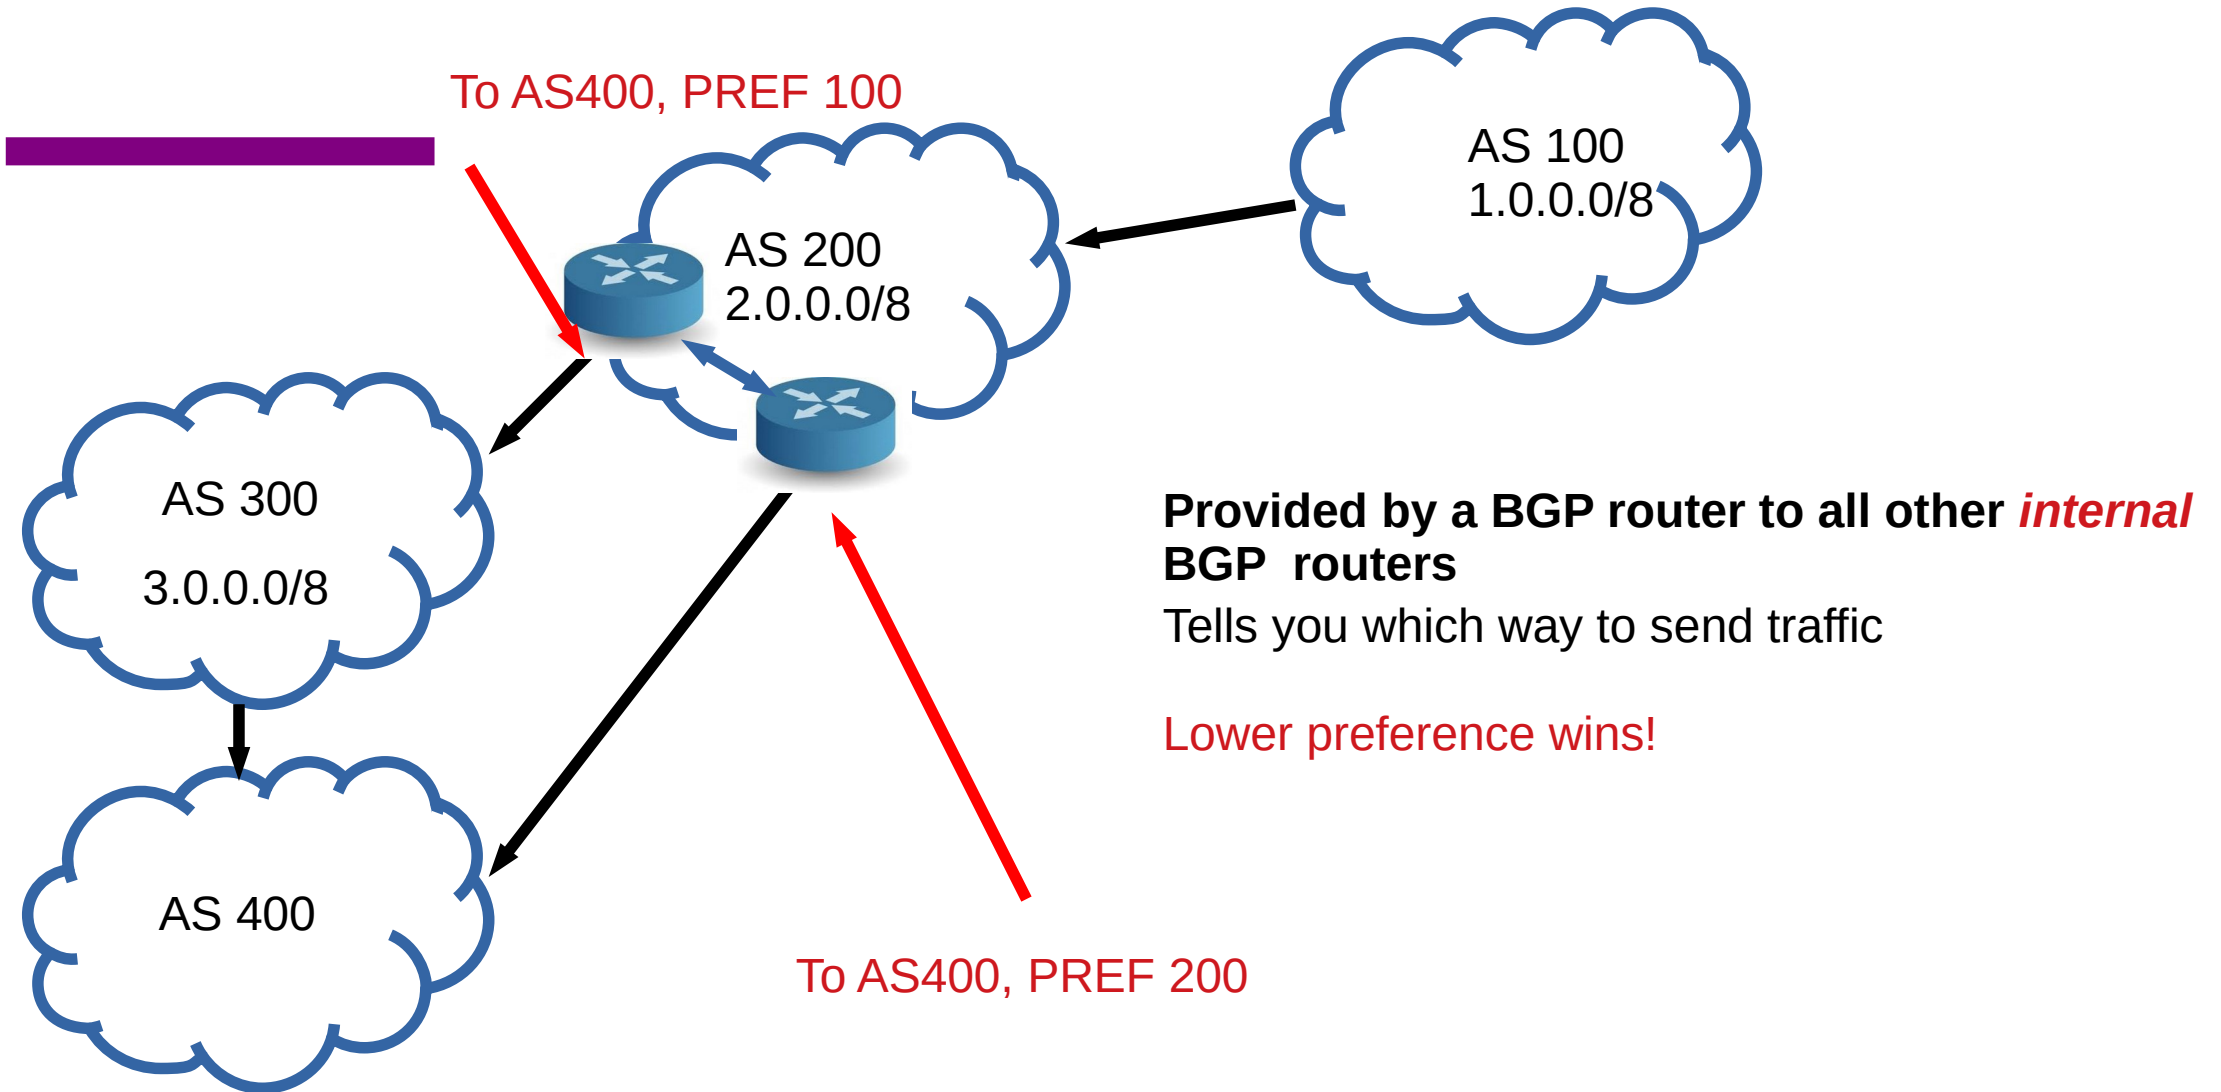 To AS400, PREF 100
AS 100
1.0.0.0/8
AS 200
2.0.0.0/8
AS 300
3.0.0.0/8
Provided by a BGP router to all other internal
BGP  routers
Tells you which way to send traffic
Lower preference wins!
AS 400
To AS400, PREF 200